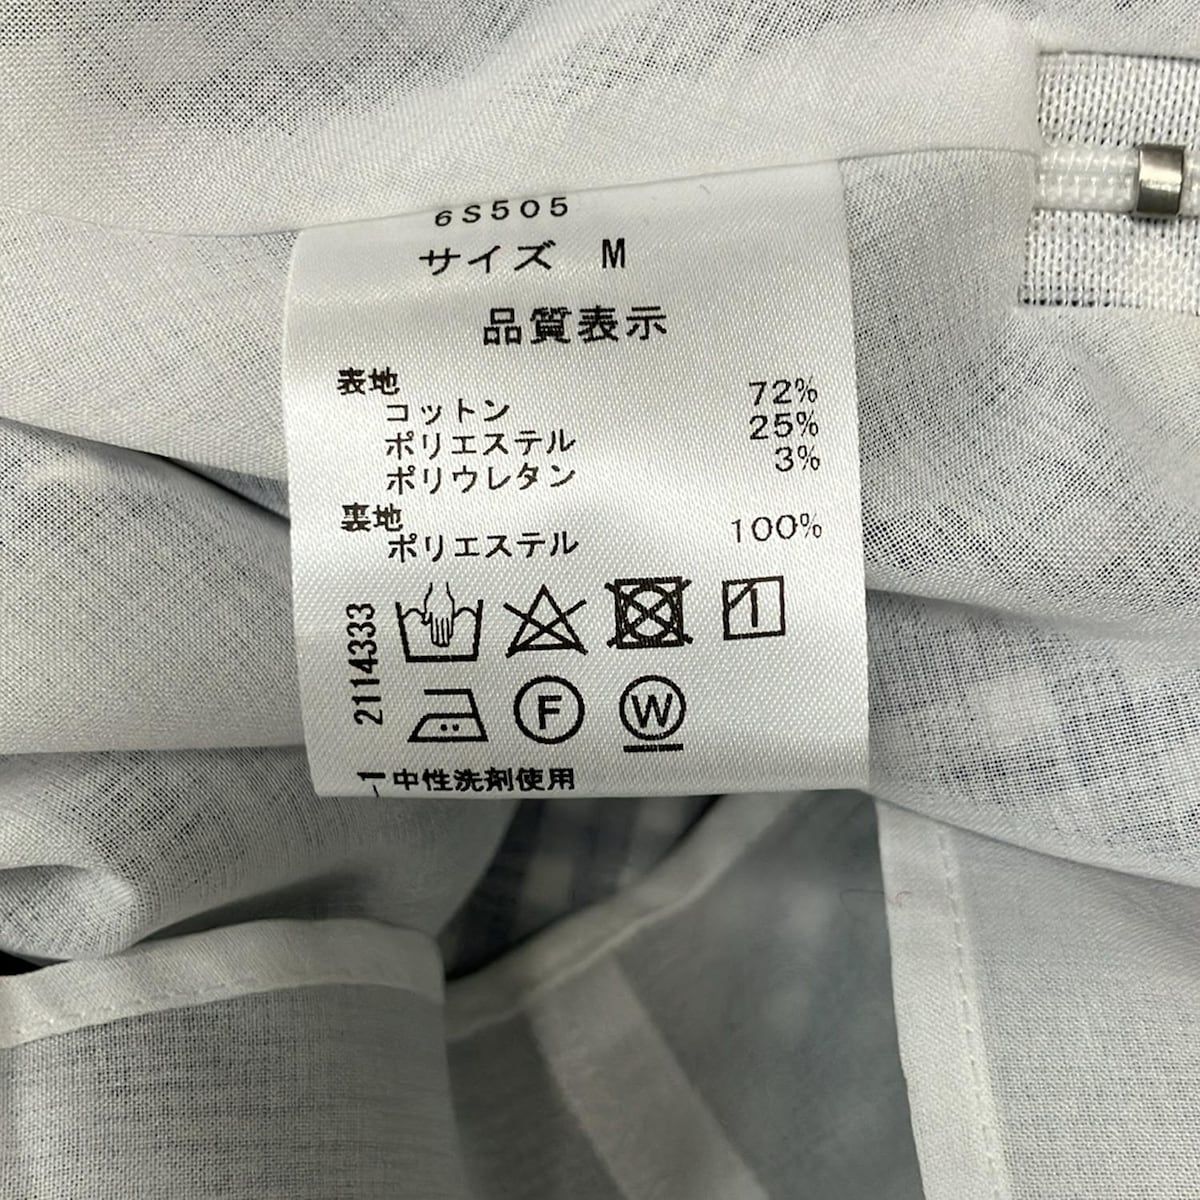 6S505
サイズ M
品質表示
表地
コットン 72%
ポリエステル 25%
ポリウレタン 3%
裏地
ポリエステル 100%
2114333
F
W
-1 中性洗剤使用